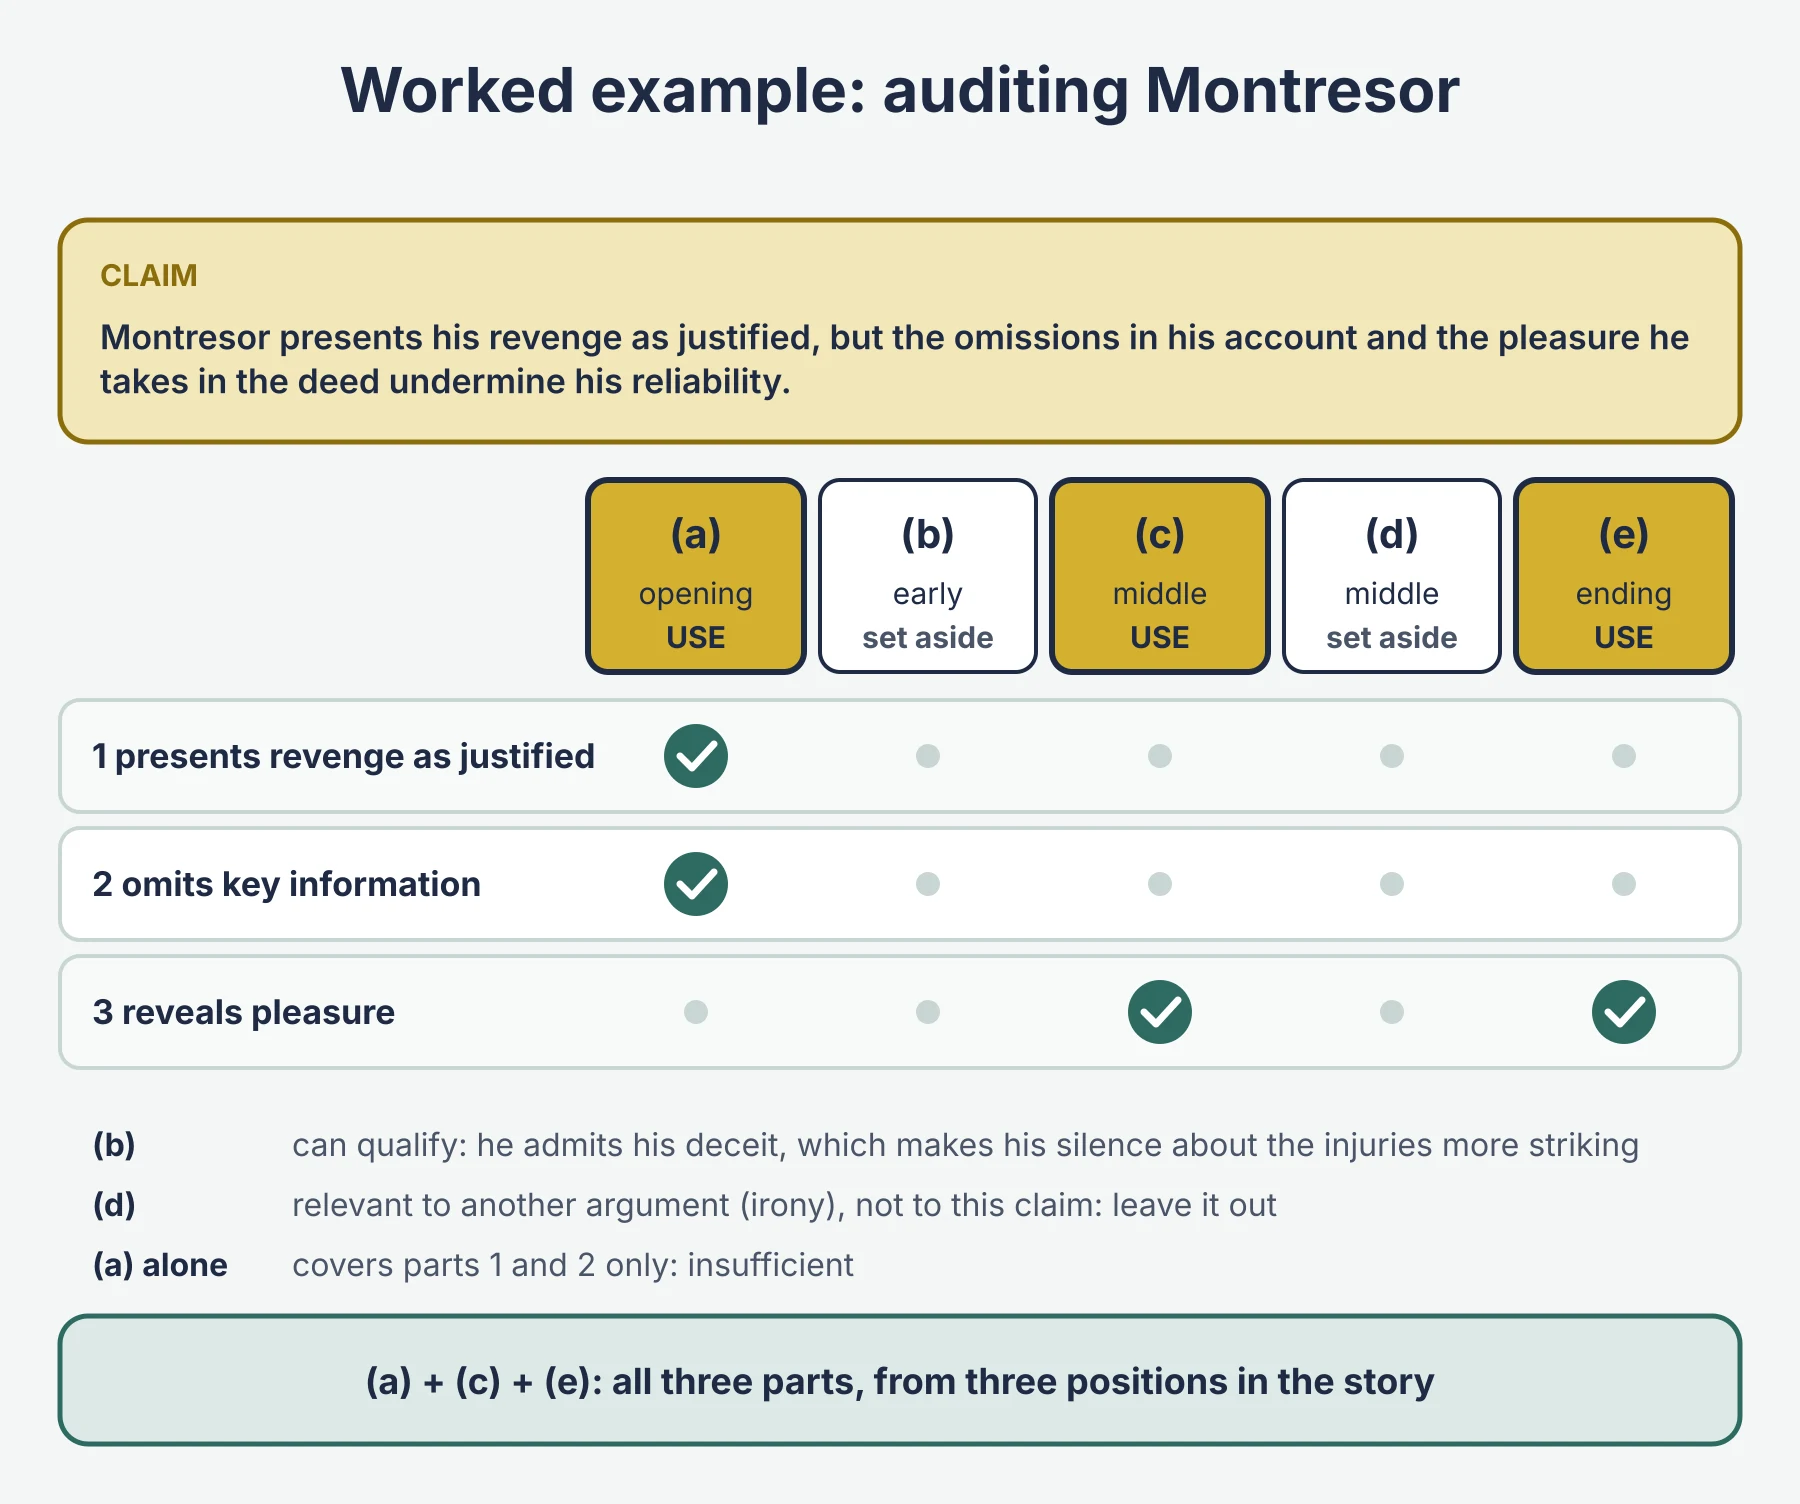 Worked example: auditing Montresor
CLAIM
Montresor presents his revenge as justified, but the omissions in his account and the pleasure he
takes in the deed undermine his reliability.
(a) (b) (c) (d) (e)
opening early middle middle ending
USE set aside USE set aside USE
1 presents revenge as justified
2 omits key information
3 reveals pleasure
(b) can qualify: he admits his deceit, which makes his silence about the injuries more striking
(d) relevant to another argument (irony), not to this claim: leave it out
(a) alone covers parts 1 and 2 only: insufficient
(a) + (c) + (e): all three parts, from three positions in the story